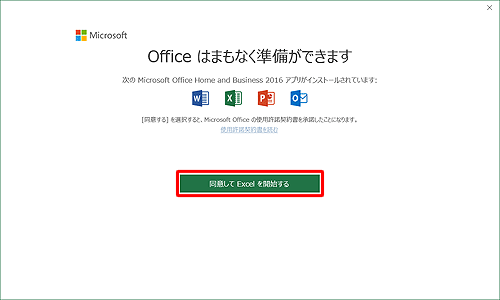 Microsoft
Office はまもなく準備ができます
次の Microsoft Office Home and Business 2016 アプリがインストールされています:
W X P O
[同意する] を選択すると、Microsoft Office の使用許諾契約書を承諾したことになります。
使用許諾契約書を読む
同意して Excel を開始する